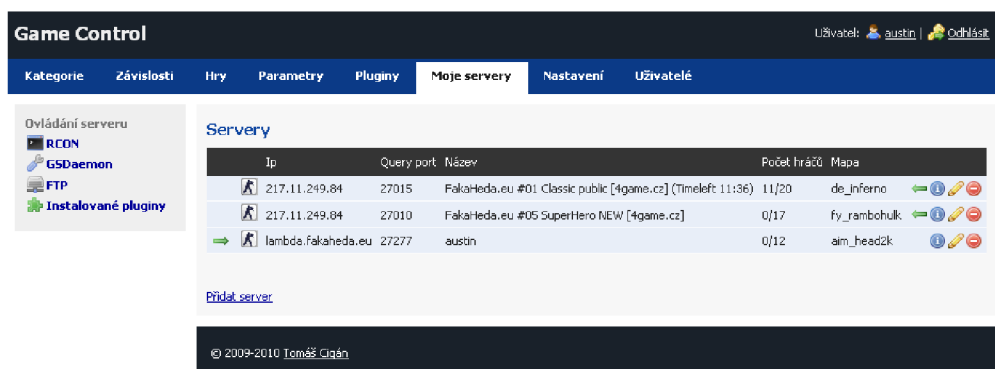 Game Control
Uživatel: austin | Odhlásit
Kategorie Závislosti Hry Parametry Pluginy Moje servery Nastavení Uživatelé
Ovládání serveru
RCON
GSDaemon
FTP
Instalované pluginy
Servery
Ip Query port Název Počet hráčů Mapa
217.11.249.84 27015 FakaHeda.eu #01 Classic public [4game.cz] (Timeleft 11:36) 11/20 de_inferno
217.11.249.84 27010 FakaHeda.eu #05 SuperHero NEW [4game.cz] 0/17 fy_rambohulk
lambda.fakaheda.eu 27277 austin 0/12 aim_head2k
Přidat server
© 2009-2010 Tomáš Cigán